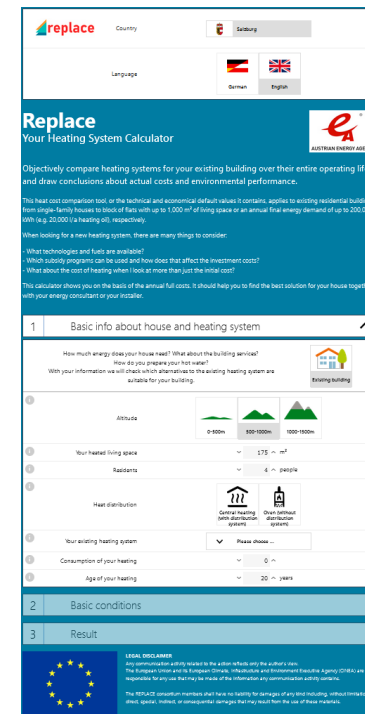 replace
Country
Salzburg
Language
German
English
Replace
Your Heating System Calculator
AUSTRIAN ENERGY AGE
Objectively compare heating systems for your existing building over their entire operating lif
and draw conclusions about actual costs and environmental performance.
This heat cost comparison tool, or the technical and economical default values it contains, applies to existing residential buildi
from single-family houses to block of flats with up to 1,000 m² of living space or an annual final energy demand of up to 200,0
kWh (e.g. 20,000 l/a heating oil), respectively.
When looking for a new heating system, there are many things to consider:
- What technologies and fuels are available?
- Which subsidy programs can be used and how does that affect the investment costs?
- What about the cost of heating when I look at more than just the initial cost?
This calculator shows you on the basis of the annual full costs. It should help you to find the best solution for your house togeth
with your energy consultant or your installer.
1 Basic info about house and heating system
How much energy does your house need? What about the building services?
How do you prepare your hot water?
With your information we will check which alternatives to the existing heating system are
suitable for your building.
Existing building
Altitude
0-500m
500-1000m
1000-1500m
Your heated living space 175 m²
Residents 4 people
Heat distribution
Central heating
(with distribution
system)
Oven (without
distribution
system)
Your existing heating system Please choose ...
Consumption of your heating 0
Age of your heating 20 years
2 Basic conditions
3 Result
LEGAL DISCLAIMER
Any communication activity related to the action reflects only the author's view.
The European Union and its European Climate, Infrastructure and Environment Executive Agency (CINEA) are
responsible for any use that may be made of the information any communication activity contains.
The REPLACE consortium members shall have no liability for damages of any kind including, without limitatio
direct, special, indirect, or consequential damages that may result from the use of these materials.